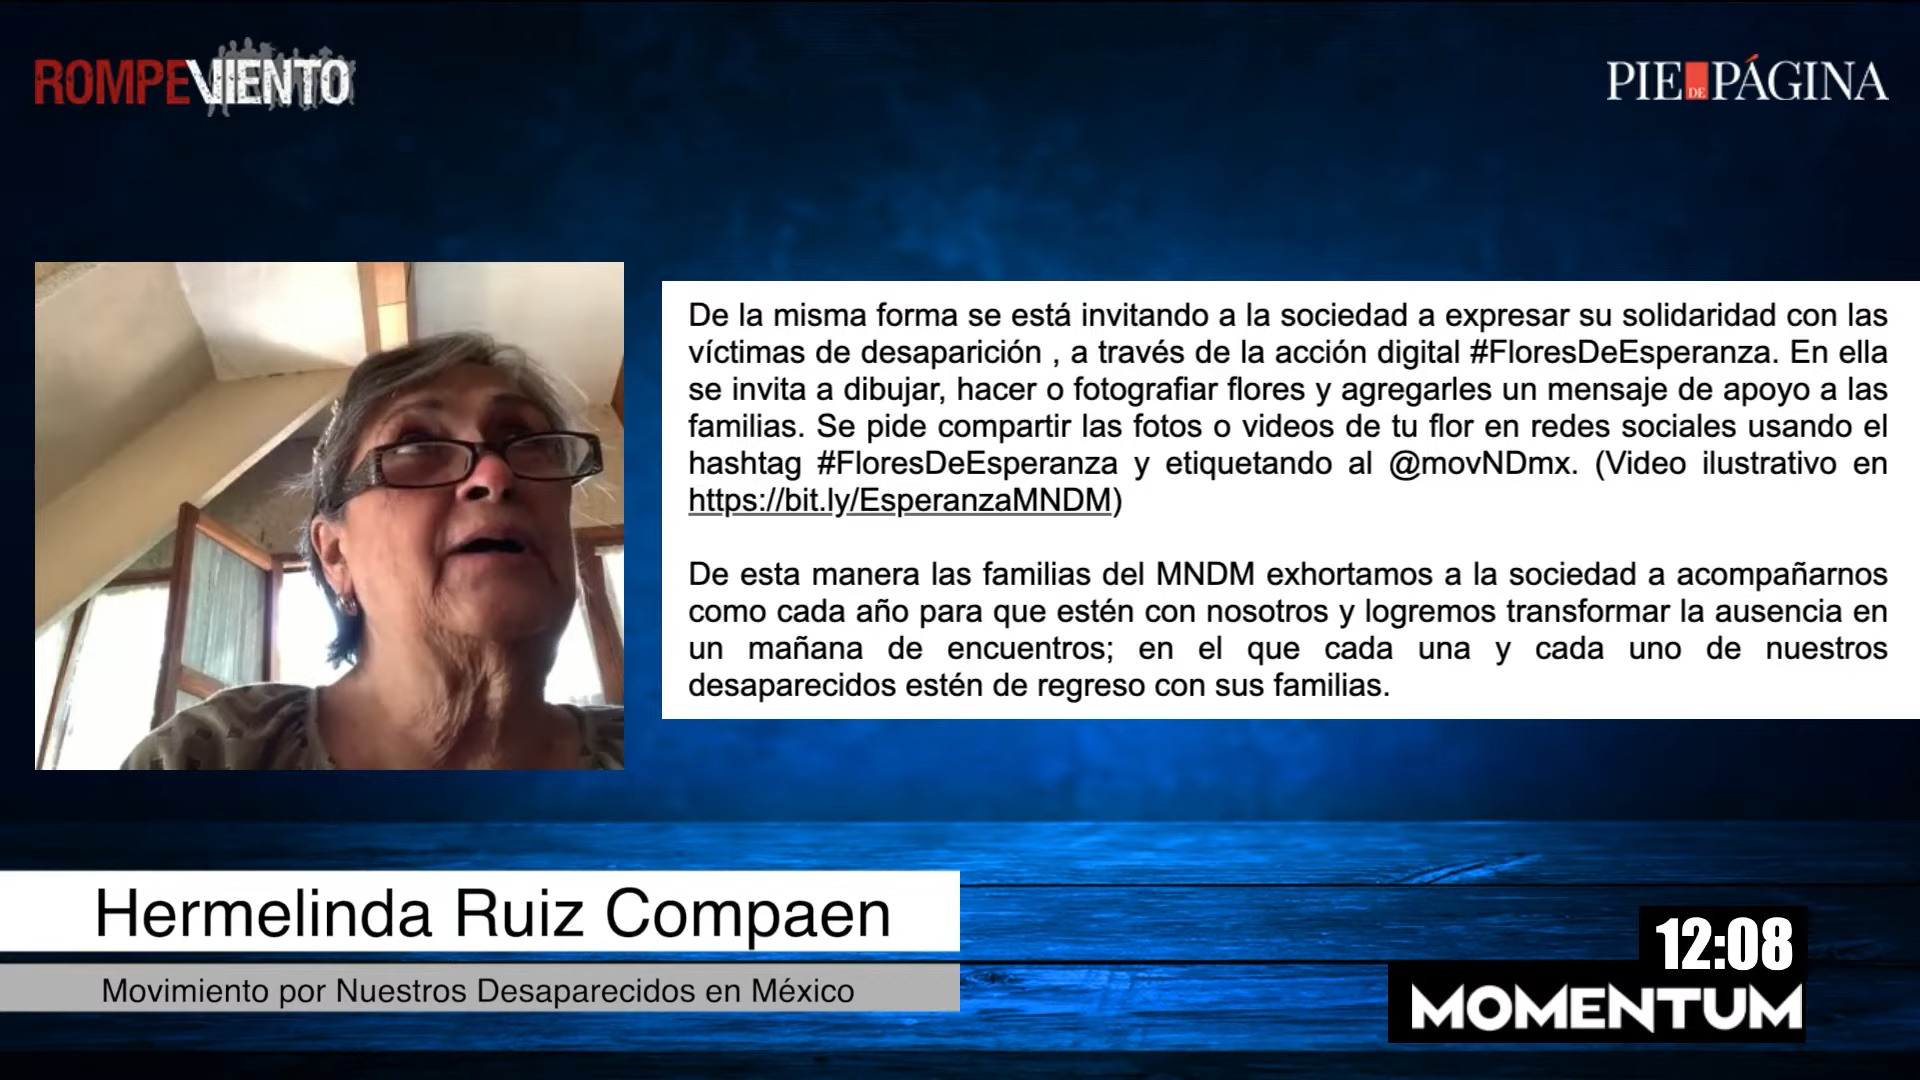 ROMPEVIENTO
PIE DE PÁGINA
De la misma forma se está invitando a la sociedad a expresar su solidaridad con las
víctimas de desaparición , a través de la acción digital #FloresDeEsperanza. En ella
se invita a dibujar, hacer o fotografiar flores y agregarles un mensaje de apoyo a las
familias. Se pide compartir las fotos o videos de tu flor en redes sociales usando el
hashtag #FloresDeEsperanza y etiquetando al @movNDmx. (Video ilustrativo en
https://bit.ly/EsperanzaMNDM)
De esta manera las familias del MNDM exhortamos a la sociedad a acompañarnos
como cada año para que estén con nosotros y logremos transformar la ausencia en
un mañana de encuentros; en el que cada una y cada uno de nuestros
desaparecidos estén de regreso con sus familias.
Hermelinda Ruiz Compaen
Movimiento por Nuestros Desaparecidos en México
12:08
MOMENTUM